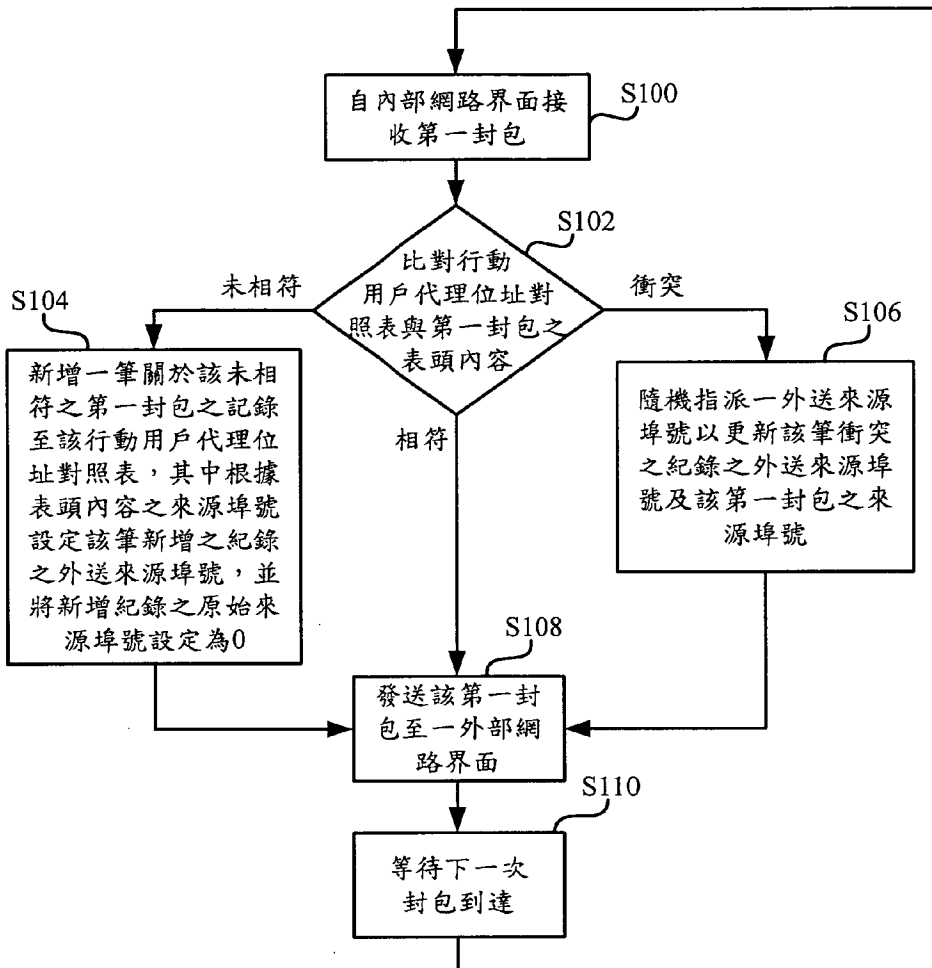 自內部網路界面接
收第一封包
S100
S102
比對行動
用戶代理位址對
照表與第一封包之
表頭內容
未相符
衝突
相符
S104
新增一筆關於該未相
符之第一封包之記錄
至該行動用戶代理位
址對照表，其中根據
表頭內容之來源埠號
設定該筆新增之紀錄
之外送來源埠號，並
將新增紀錄之原始來
源埠號設定為0
S106
隨機指派一外送來源
埠號以更新該筆衝突
之紀錄之外送來源埠
號及該第一封包之來
源埠號
S108
發送該第一封
包至一外部網
路界面
S110
等待下一次
封包到達